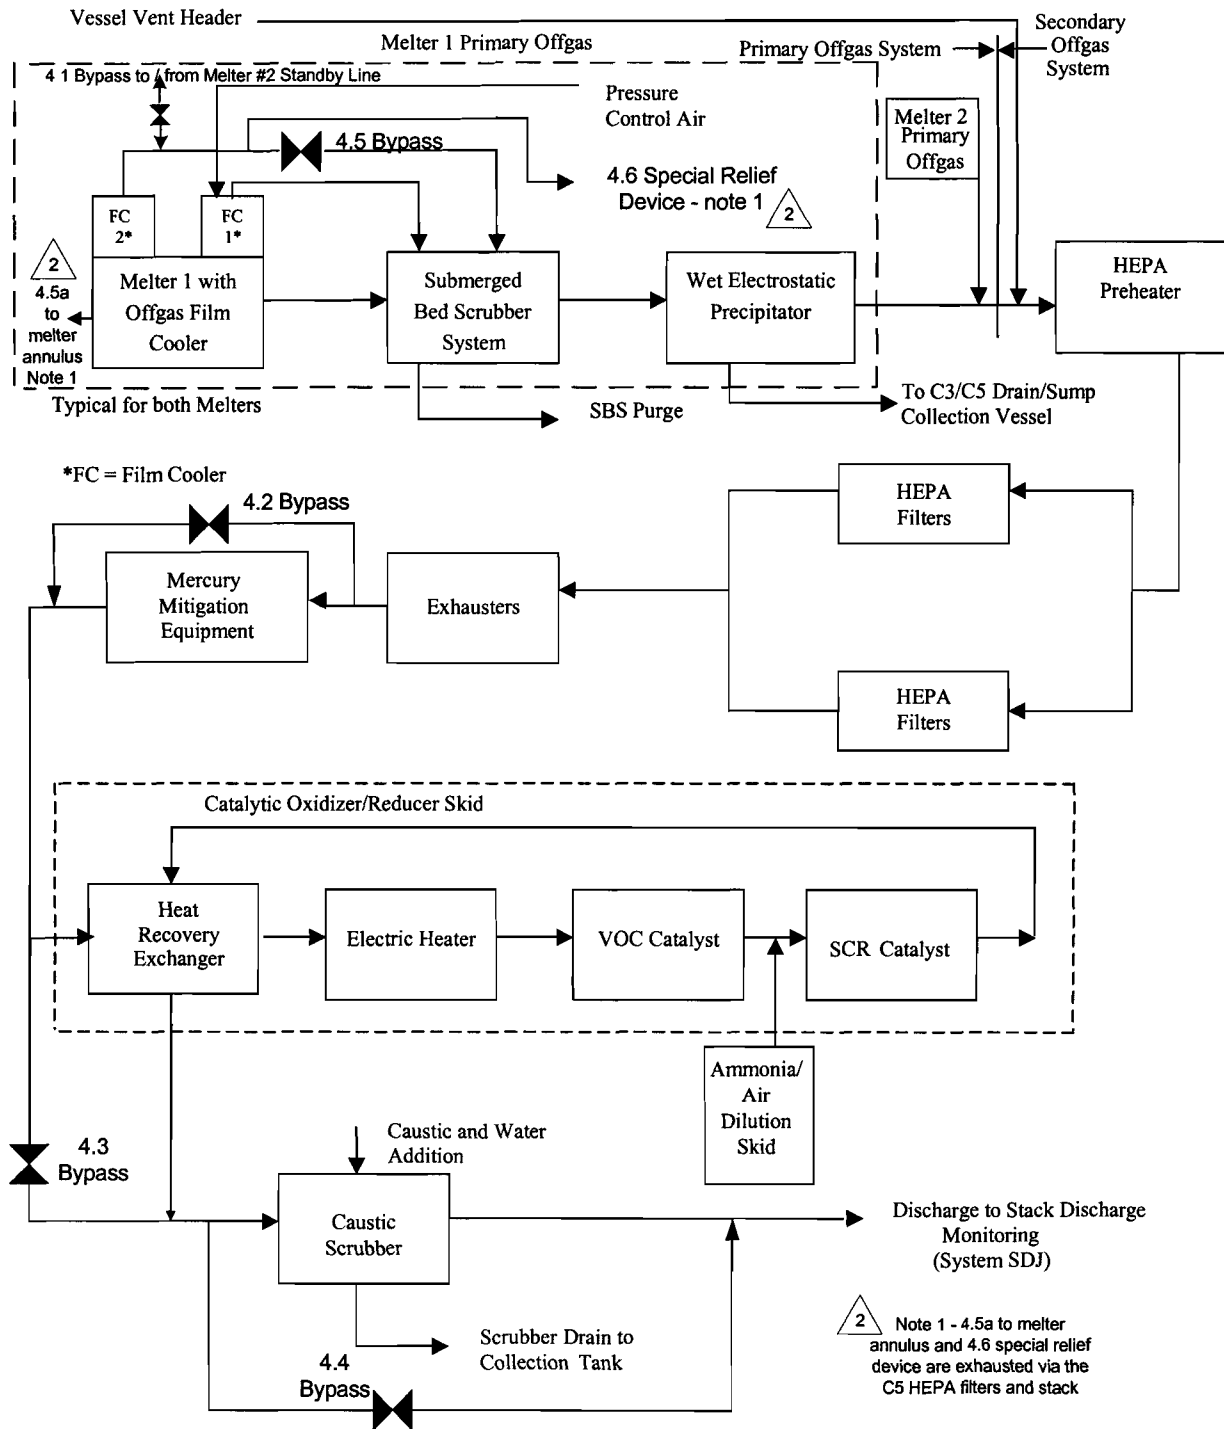 Vessel Vent Header
Melter 1 Primary Offgas
Primary Offgas System
Secondary
Offgas
System
4 1 Bypass to / from Melter #2 Standby Line
Pressure
Control Air
Melter 2
Primary
Offgas
4.5 Bypass
4.6 Special Relief
Device - note 1
2
FC
2*
FC
1*
2
4.5a
to
melter
annulus
Note 1
Melter 1 with
Offgas Film
Cooler
Submerged
Bed Scrubber
System
Wet Electrostatic
Precipitator
HEPA
Preheater
Typical for both Melters
SBS Purge
To C3/C5 Drain/Sump
Collection Vessel
*FC = Film Cooler
4.2 Bypass
HEPA
Filters
Mercury
Mitigation
Equipment
Exhausters
HEPA
Filters
Catalytic Oxidizer/Reducer Skid
Heat
Recovery
Exchanger
Electric Heater
VOC Catalyst
SCR Catalyst
Ammonia/
Air
Dilution
Skid
4.3
Bypass
Caustic and Water
Addition
Caustic
Scrubber
Discharge to Stack Discharge
Monitoring
(System SDJ)
Scrubber Drain to
Collection Tank
4.4
Bypass
2
Note 1 - 4.5a to melter
annulus and 4.6 special relief
device are exhausted via the
C5 HEPA filters and stack